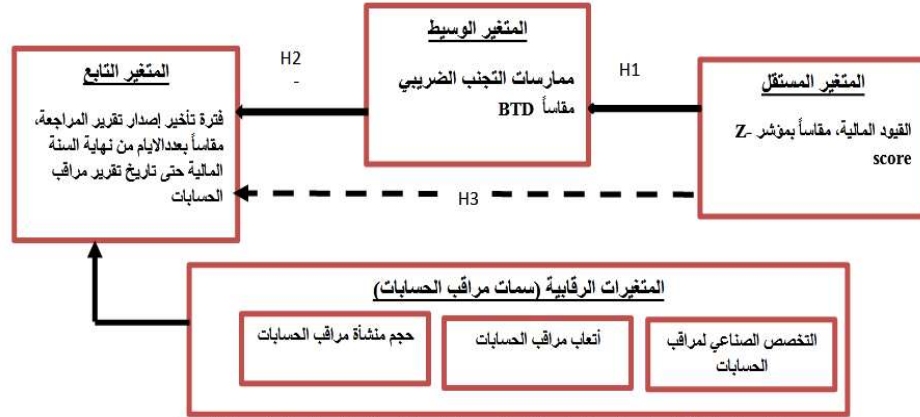 المتغير المستقل
القيود المالية، مقاساً بمؤشر Z-
score
H1
المتغير الوسيط
ممارسات التجنب الضريبي
مقاساً BTD
H2
-
المتغير التابع
فترة تأخير إصدار تقرير المراجعة،
مقاساً بعددالايام من نهاية السنة
المالية حتى تاريخ تقرير مراقب
الحسابات
H3
المتغيرات الرقابية (سمات مراقب الحسابات)
التخصص الصناعي لمراقب
الحسابات
أتعاب مراقب الحسابات
حجم منشأة مراقب الحسابات